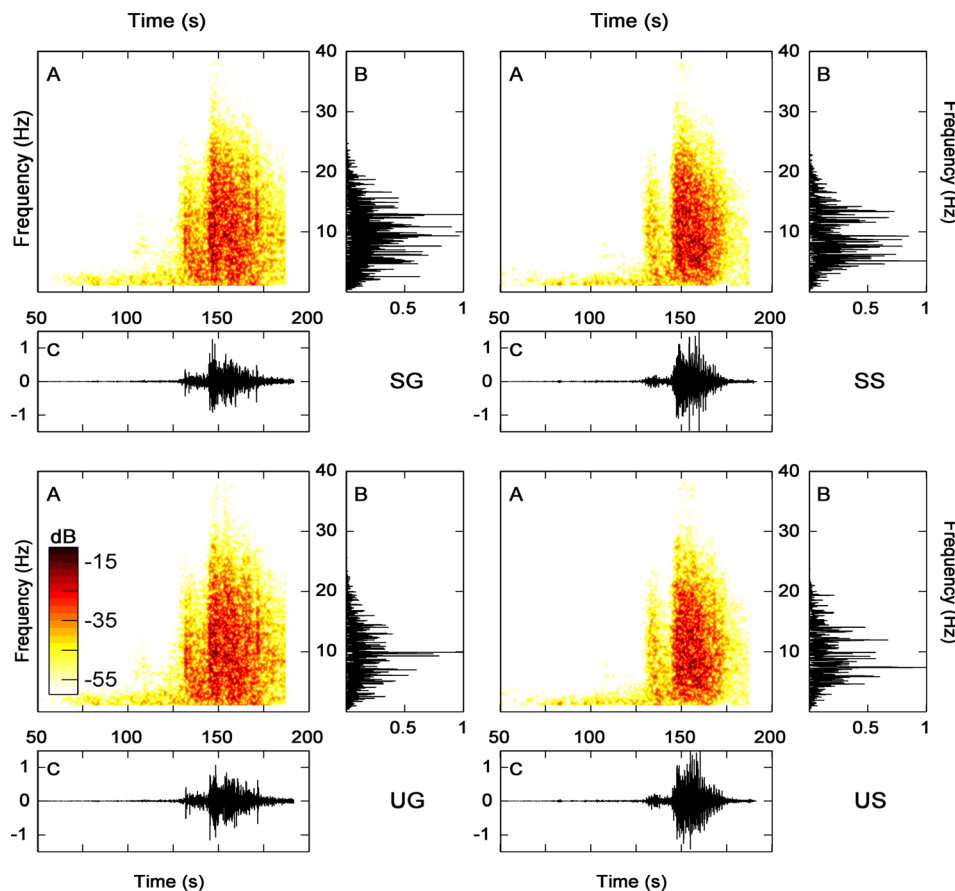 Time (s) Time (s)
40 40
A B A B
30 30
20 20
10 10
Frequency (Hz) Frequency (Hz)
0.5 1 0.5 1
50 100 150 200 50 100 150 200
1 C 1 C
0 SG 0 SS
-1 -1
40 40
A B A B
dB
-15
-35
-55
30 30
20 20
10 10
Frequency (Hz) Frequency (Hz)
0.5 1 0.5 1
50 100 150 200 50 100 150 200
1 C 1 C
0 UG 0 US
-1 -1
Time (s) Time (s)